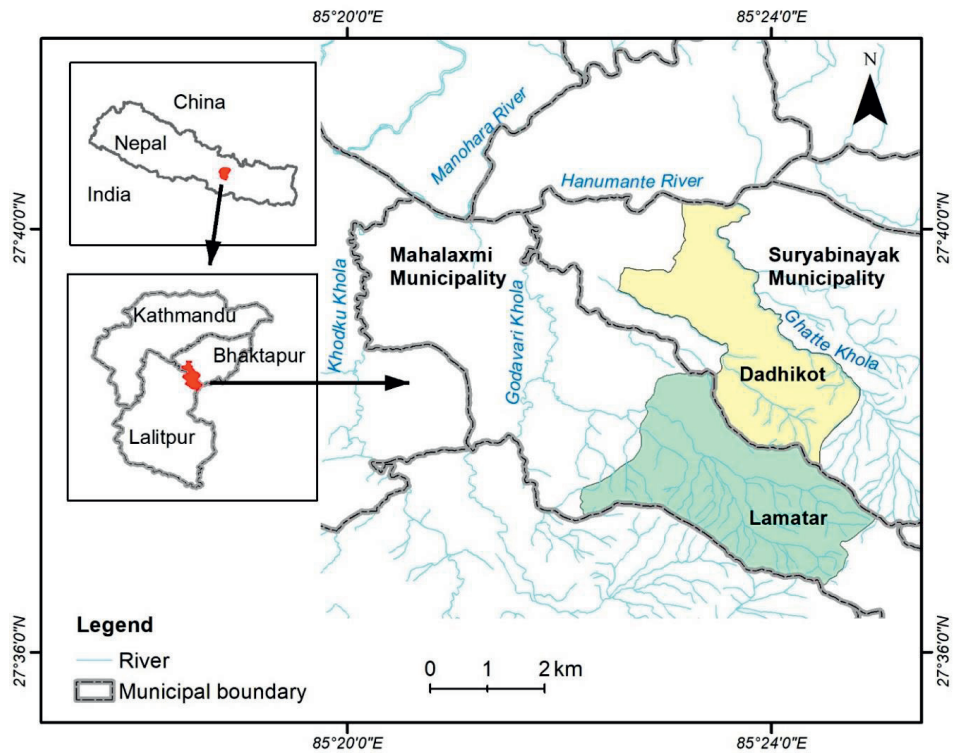 85°20'0"E
85°24'0"E
N
China
Nepal
India
Manohara River
Hanumante River
27°40'0"N
27°40'0"N
Mahalaxmi
Municipality
Suryabinayak
Municipality
Khodku Khola
Godavari Khola
Ghatte Khola
Kathmandu
Bhaktapur
Lalitpur
Dadhikot
Lamatar
Legend
River
Municipal boundary
0 1 2 km
27°36'0"N
27°36'0"N
85°20'0"E
85°24'0"E